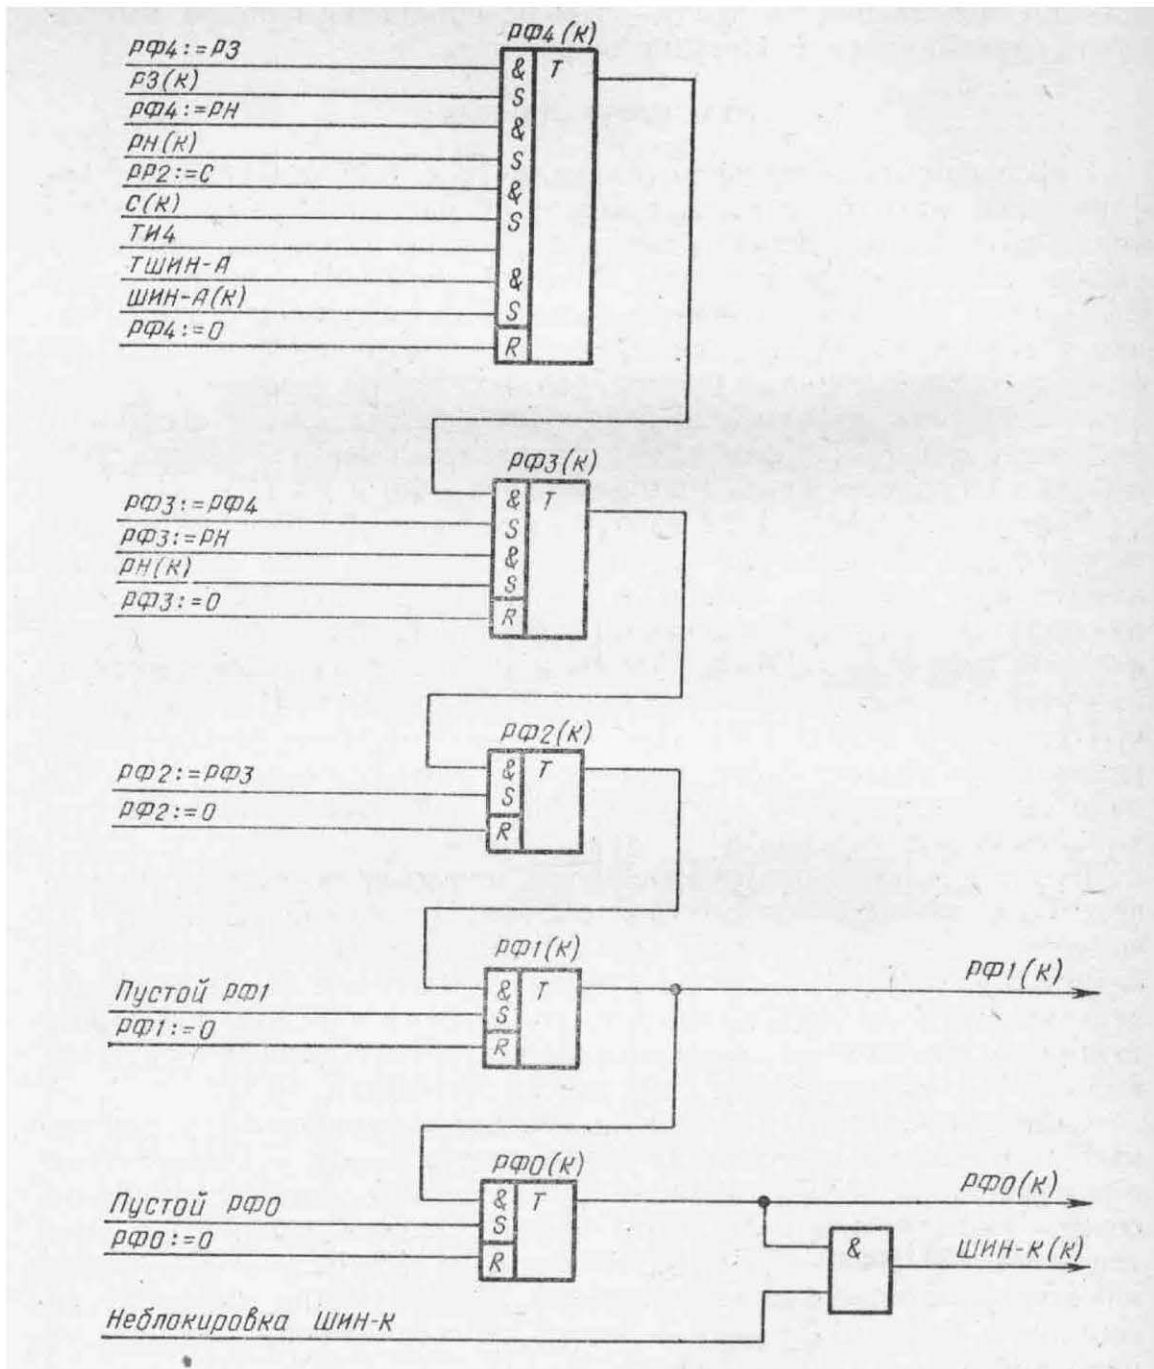 РФ4(К)
РФ4:=РЗ
РЗ(К)
РФ4:=РН
РН(К)
РР2:=С
С(К)
ТИ4
ТШИН-А
ШИН-А(К)
РФ4:=0
& T
S
&
S
&
S
&
S
R
РФ3(К)
РФ3:=РФ4
РФ3:=РН
РН(К)
РФ3:=0
& T
S
&
S
R
РФ2(К)
РФ2:=РФ3
РФ2:=0
& T
S
R
РФ1(К)
Пустой РФ1
РФ1:=0
& T
S
R
РФ1(К)
РФ0(К)
Пустой РФ0
РФ0:=0
& T
S
R
РФ0(К)
&
ШИН-К(К)
Неблокировка ШИН-К